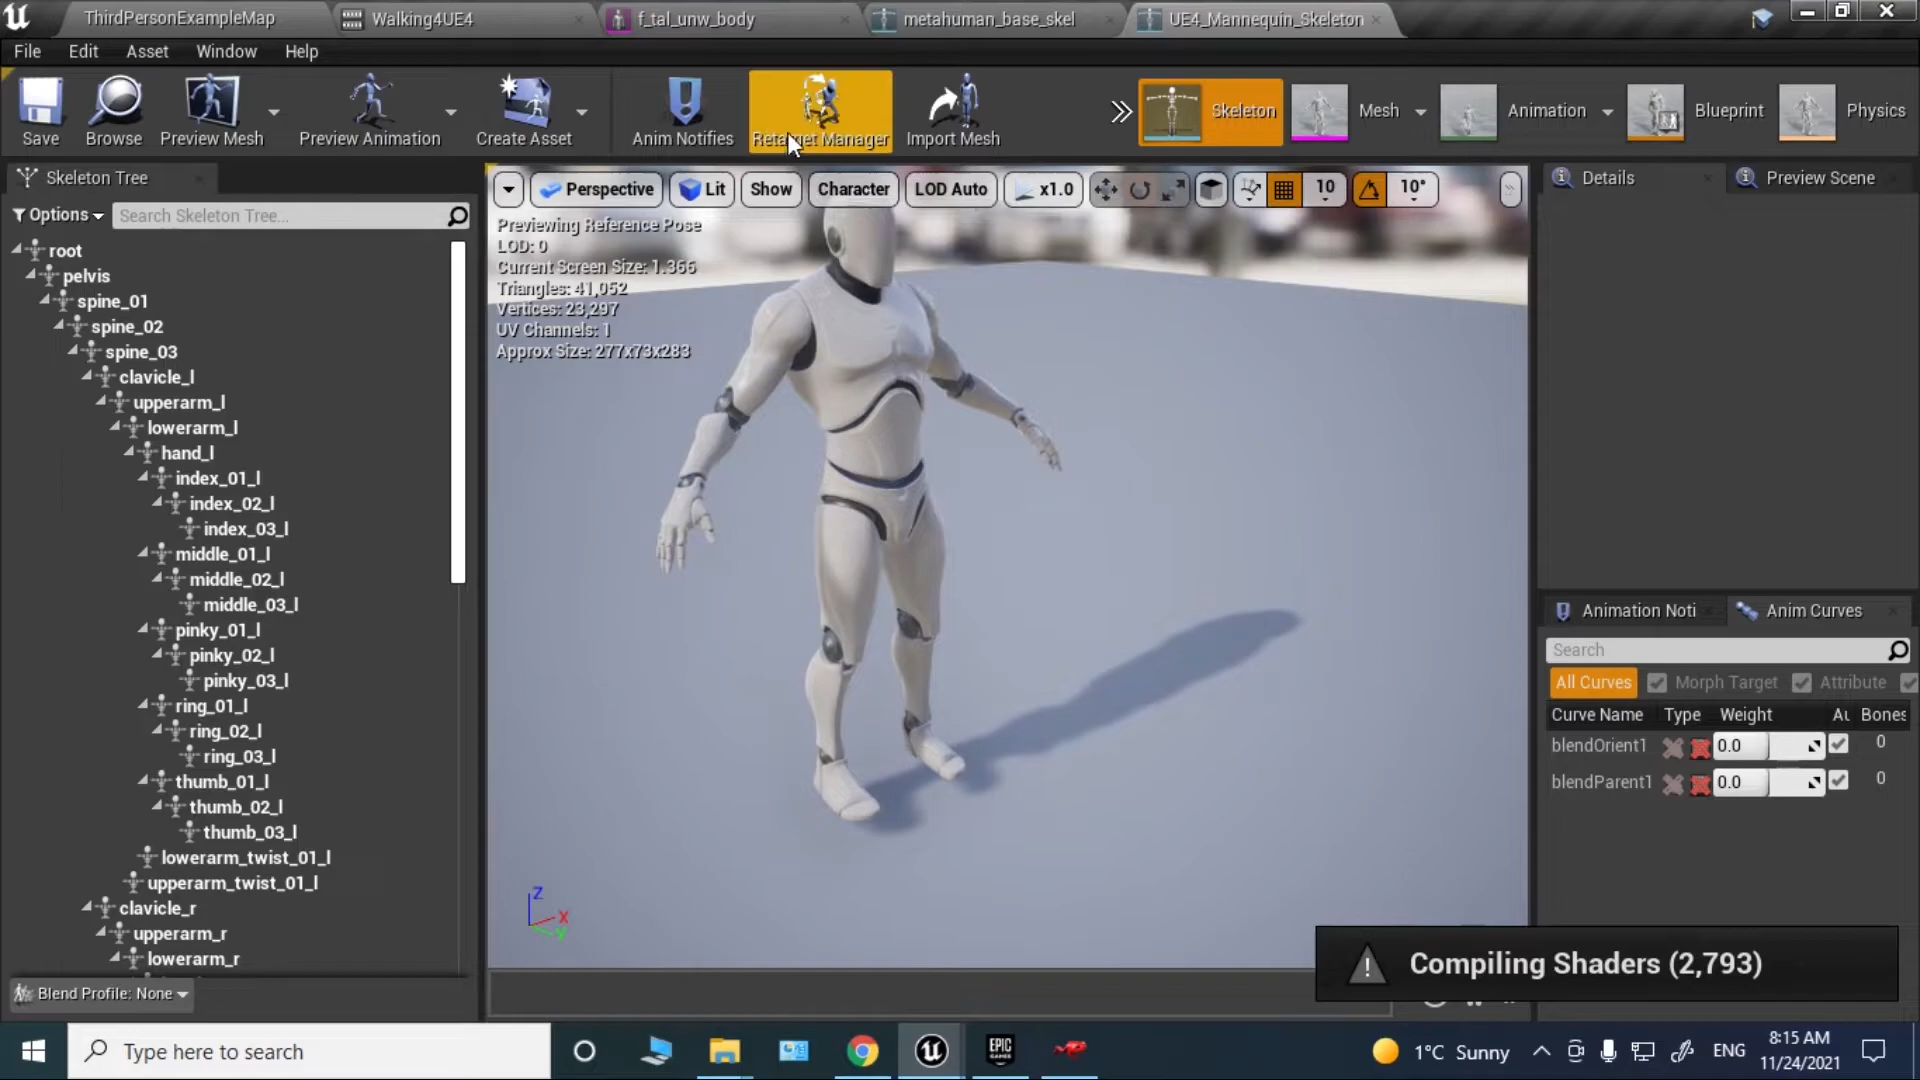 ThirdPersonExampleMap
Walking4UE4
f_tal_unw_body
metahuman_base_skel
UE4_Mannequin_Skeleton
File Edit Asset Window Help
Save
Browse
Preview Mesh
Preview Animation
Create Asset
Anim Notifies
Retarget Manager
Import Mesh
Skeleton
Mesh
Animation
Blueprint
Physics
Skeleton Tree
Options
Search Skeleton Tree...
root
pelvis
spine_01
spine_02
spine_03
clavicle_l
upperarm_l
lowerarm_l
hand_l
index_01_l
index_02_l
index_03_l
middle_01_l
middle_02_l
middle_03_l
pinky_01_l
pinky_02_l
pinky_03_l
ring_01_l
ring_02_l
ring_03_l
thumb_01_l
thumb_02_l
thumb_03_l
lowerarm_twist_01_l
upperarm_twist_01_l
clavicle_r
upperarm_r
lowerarm_r
Blend Profile: None
Perspective Lit Show Character LOD Auto x1.0 10 10°
Previewing Reference Pose
LOD: 0
Current Screen Size: 1.366
Triangles: 41,052
Vertices: 23,297
UV Channels: 1
Approx Size: 277x73x283
Z
X
Y
Details
Preview Scene
Animation Noti
Anim Curves
Search
All Curves Morph Target Attribute
Curve Name Type Weight Au Bones
blendOrient1 0.0 0
blendParent1 0.0 0
Compiling Shaders (2,793)
Type here to search
EPIC
GAMES
1°C Sunny
ENG
8:15 AM
11/24/2021